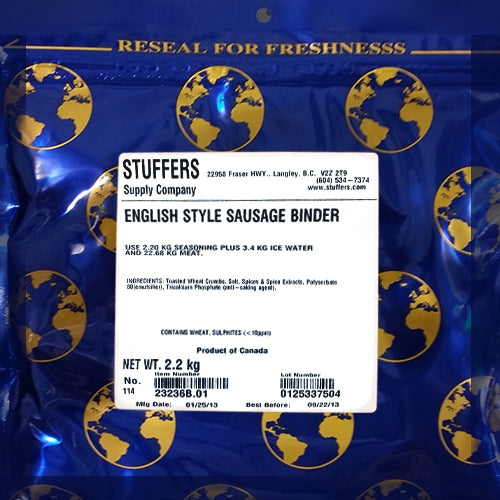 RESEAL FOR FRESHNESSS
STUFFERS
Supply Company
22958 Fraser HWY., Langley, B.C. V2Z 2T9
(604) 534-7374
www.stuffers.com
ENGLISH STYLE SAUSAGE BINDER
USE 2.20 KG SEASONING PLUS 3.4 KG ICE WATER
AND 22.68 KG MEAT.
INGREDIENTS: Toasted Wheat Crumbs, Salt, Spices & Spice Extracts, Polysorbate
80(emulsifier), Tricalcium Phosphate (anti-caking agent).
CONTAINS WHEAT, SULPHITES (<10ppm)
Product of Canada
NET WT. 2.2 kg
Item Number
Lot Number
No.
114
23236B.01
0125337504
Mfg Date: 01/25/13
Best Before: 09/22/13